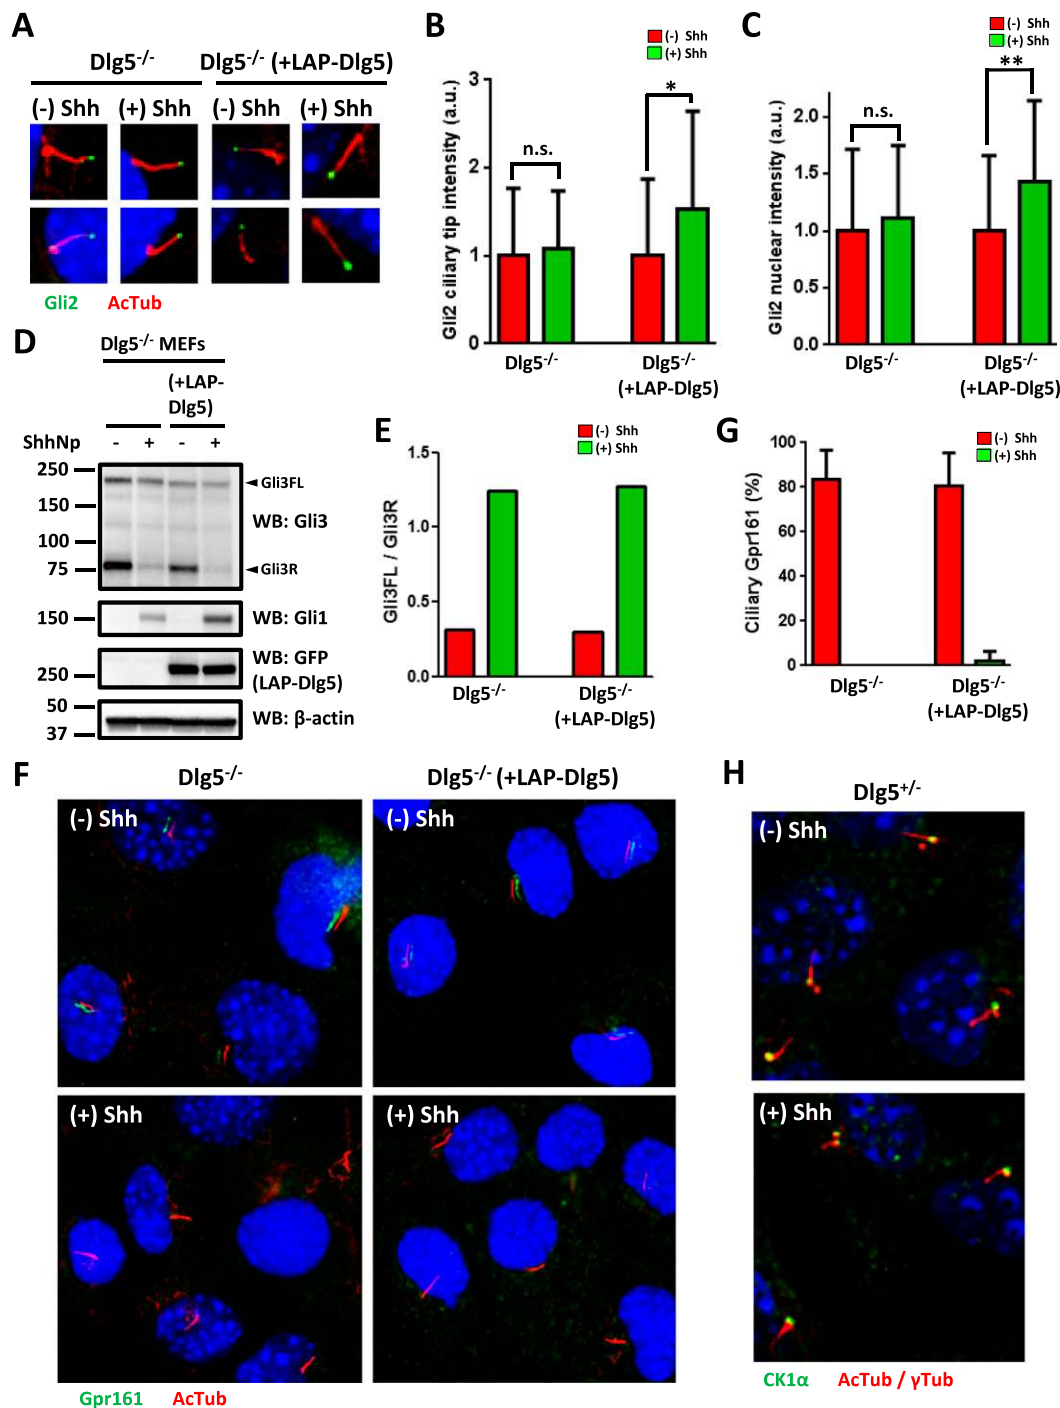 A
Dlg5-/-
Dlg5-/- (+LAP-Dlg5)
(-) Shh
(+) Shh
(-) Shh
(+) Shh
Gli2
AcTub
B
(-) Shh
(+) Shh
Gli2 ciliary tip intensity (a.u.)
3
2
1
0
n.s.
*
Dlg5-/-
Dlg5-/-
(+LAP-Dlg5)
C
(-) Shh
(+) Shh
Gli2 nuclear intensity (a.u.)
2.0
1.5
1.0
0.5
0.0
n.s.
**
Dlg5-/-
Dlg5-/-
(+LAP-Dlg5)
D
Dlg5-/- MEFs
(+LAP-
Dlg5)
ShhNp - + - +
250
150
100
75
Gli3FL
WB: Gli3
Gli3R
150
WB: Gli1
250
WB: GFP
(LAP-Dlg5)
50
37
WB: β-actin
E
(-) Shh
(+) Shh
Gli3FL / Gli3R
1.5
1.0
0.5
0.0
Dlg5-/-
Dlg5-/-
(+LAP-Dlg5)
G
(-) Shh
(+) Shh
Ciliary Gpr161 (%)
100
80
60
40
20
0
Dlg5-/-
Dlg5-/-
(+LAP-Dlg5)
F
Dlg5-/-
Dlg5-/- (+LAP-Dlg5)
(-) Shh
(-) Shh
(+) Shh
(+) Shh
Gpr161
AcTub
H
Dlg5+/-
(-) Shh
(+) Shh
CK1α
AcTub / γTub